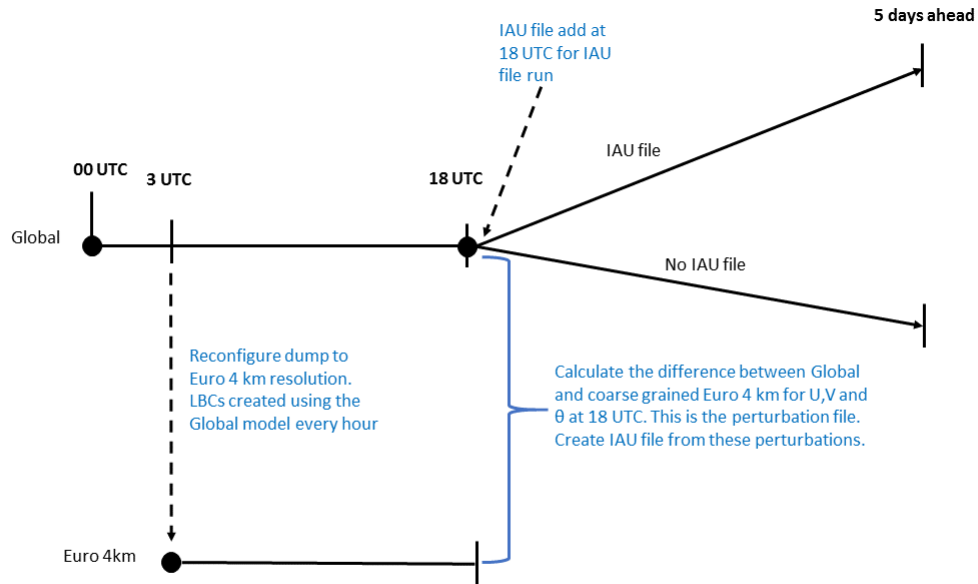 5 days ahead
IAU file add at
18 UTC for IAU
file run
IAU file
00 UTC
3 UTC
18 UTC
Global
No IAU file
Reconfigure dump to
Euro 4 km resolution.
LBCs created using the
Global model every hour
Calculate the difference between Global
and coarse grained Euro 4 km for U,V and
θ at 18 UTC. This is the perturbation file.
Create IAU file from these perturbations.
Euro 4km